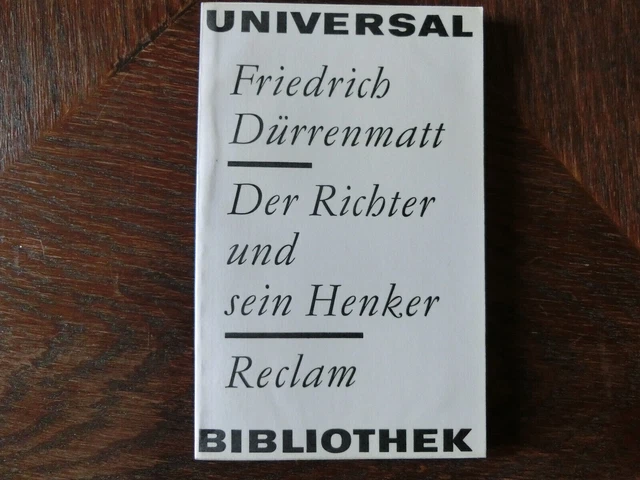 UNIVERSAL
Friedrich
Dürrenmatt
Der Richter
und
sein Henker
Reclam
BIBLIOTHEK